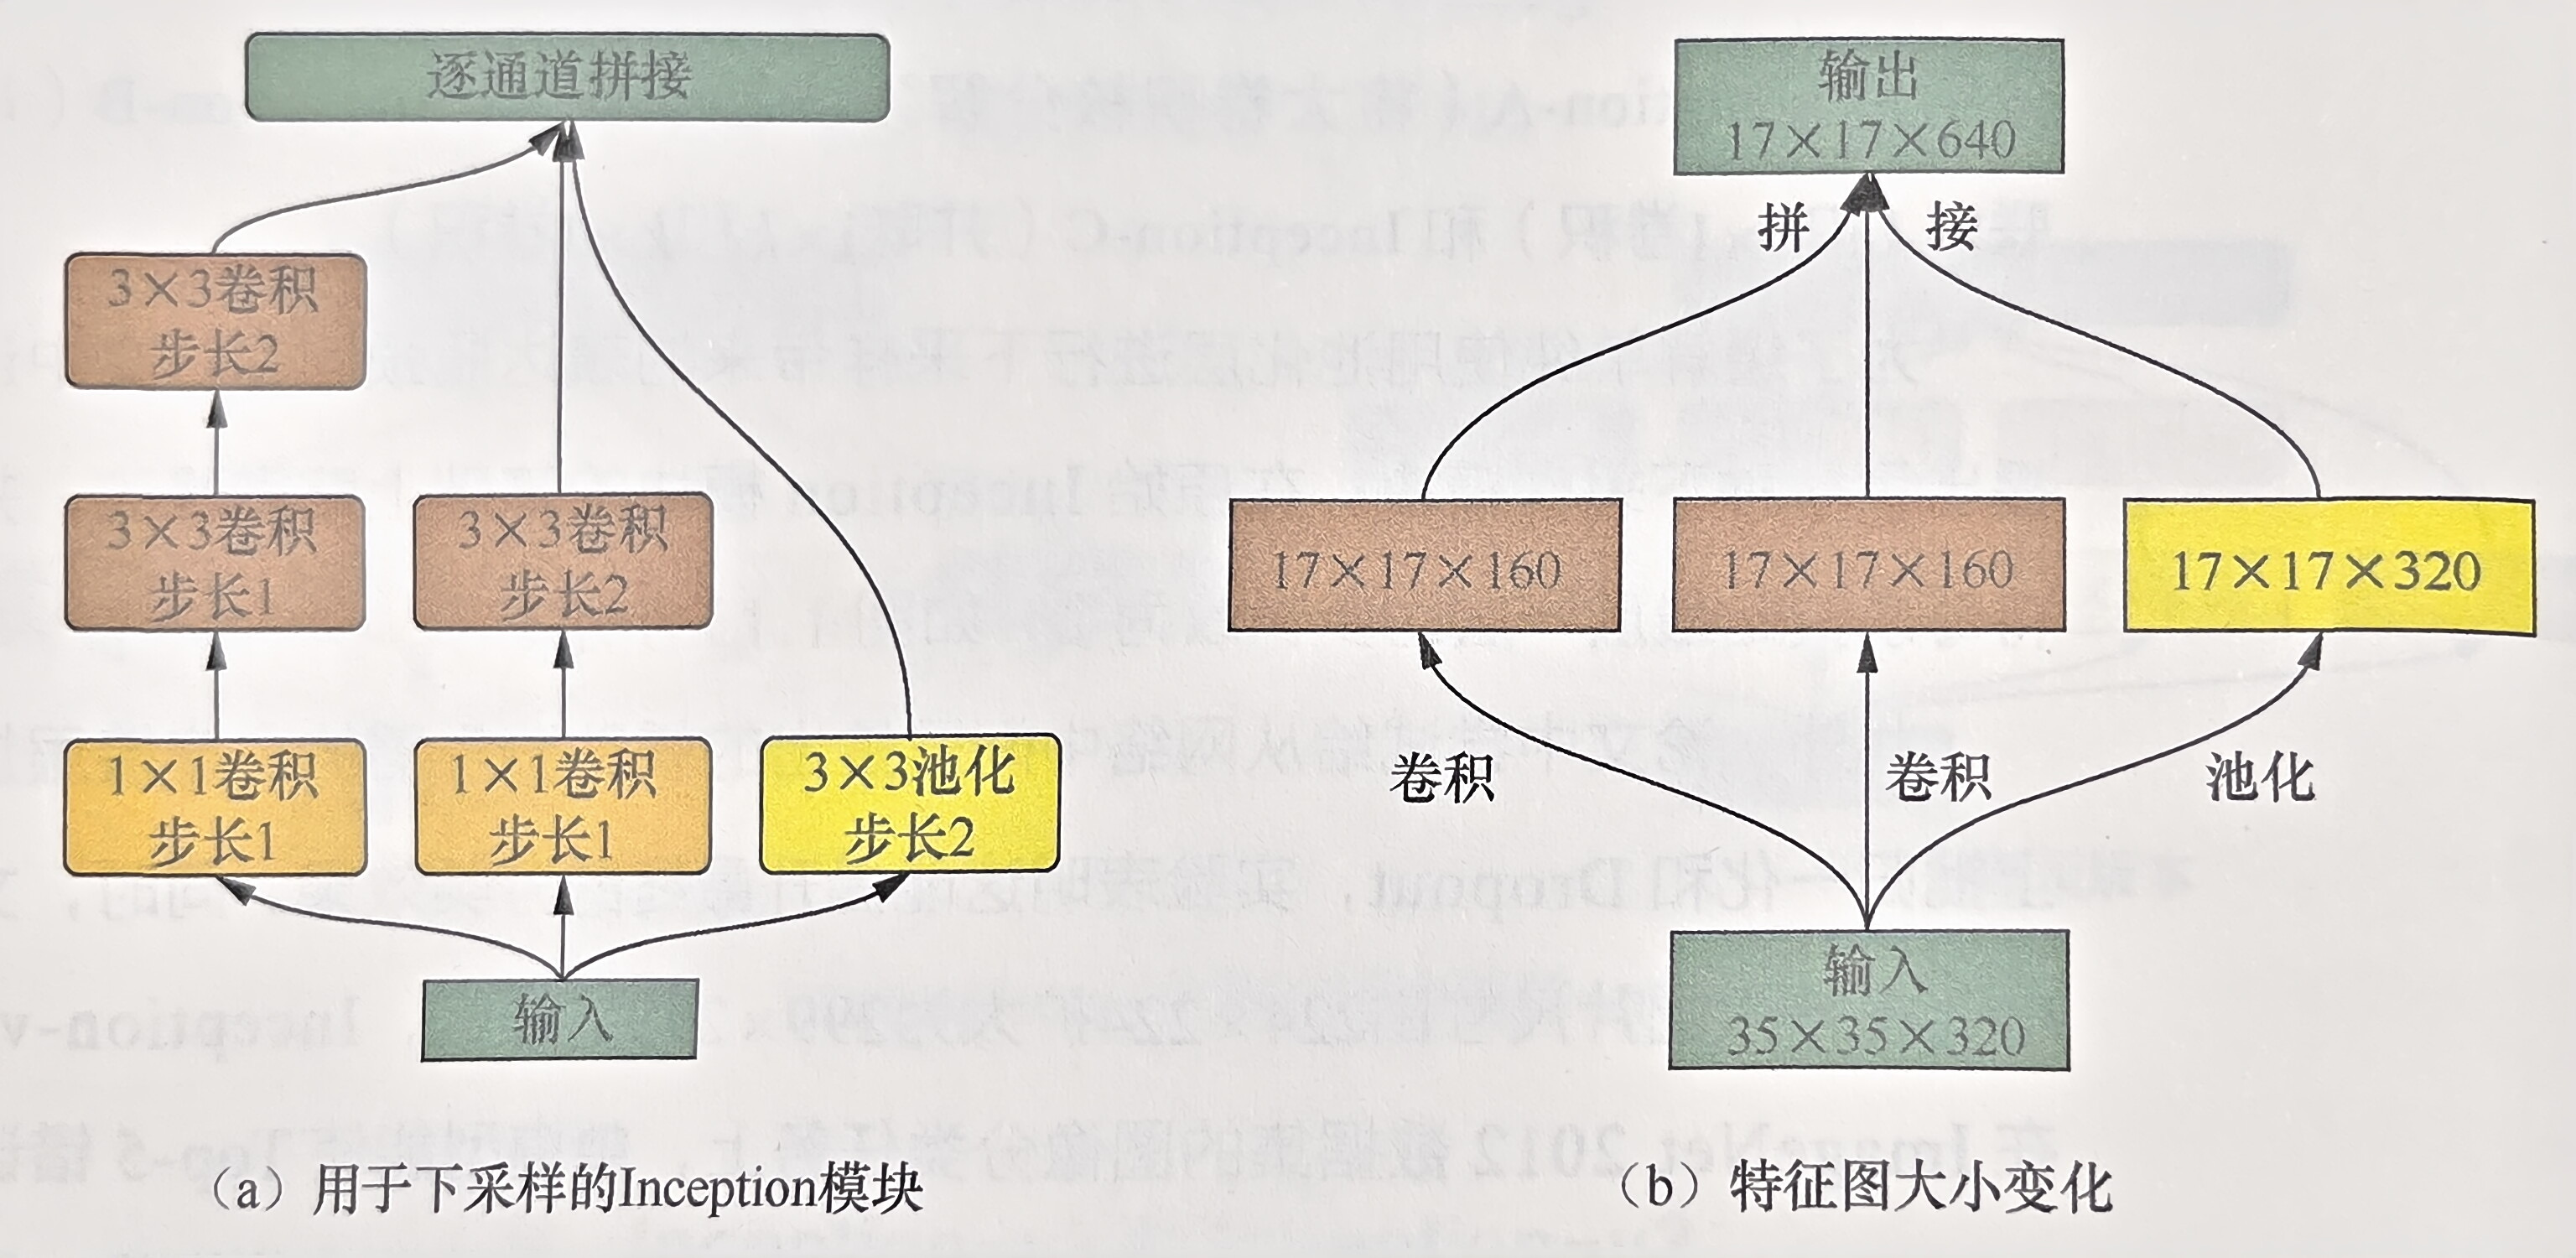 逐通道拼接
3×3卷积
步长2
3×3卷积
步长1
3×3卷积
步长2
1×1卷积
步长1
1×1卷积
步长1
3×3池化
步长2
输入
(a) 用于下采样的Inception模块
输出
17×17×640
拼 接
17×17×160
17×17×160
17×17×320
卷积
卷积
池化
输入
35×35×320
(b) 特征图大小变化